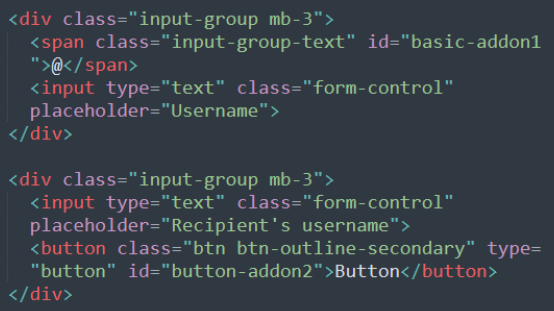 <div class="input-group mb-3">
<span class="input-group-text" id="basic-addon1
">@</span>
<input type="text" class="form-control"
placeholder="Username">
</div>
<div class="input-group mb-3">
<input type="text" class="form-control"
placeholder="Recipient's username">
<button class="btn btn-outline-secondary" type=
"button" id="button-addon2">Button</button>
</div>